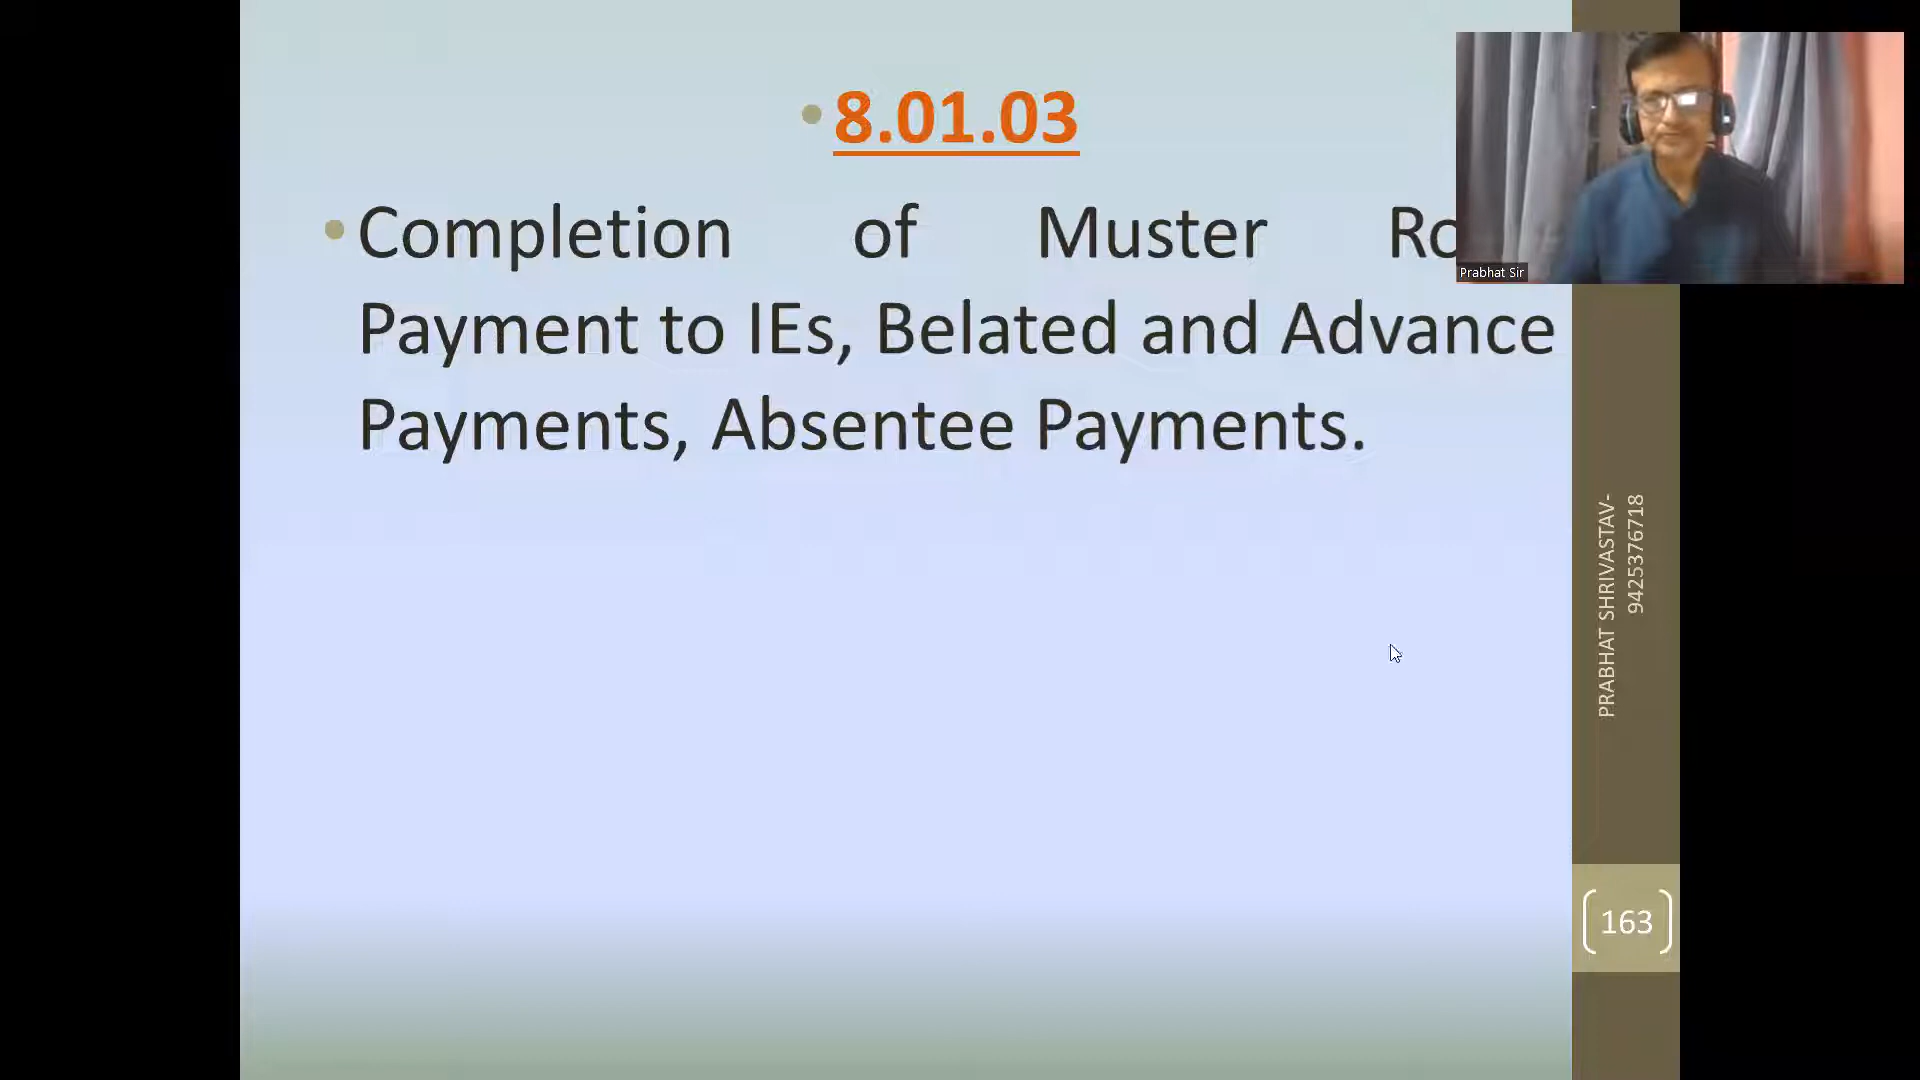 8.01.03
Completion of Muster
Payment to IEs, Belated and Advance
Payments, Absentee Payments.
Prabhat Sir
PRABHAT SHRIVASTAV-
9425376718
163